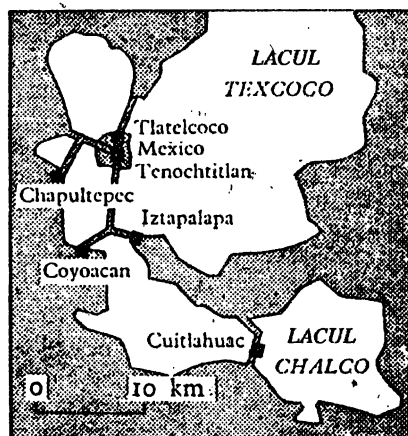 LACUL
TEXCOCO
Tlatelcoco
Mexico
Tenochtitlan
Chapultepec
Iztapalapa
Coyoacan
Cuitlahuac
LACUL
CHALCO
0 10 km